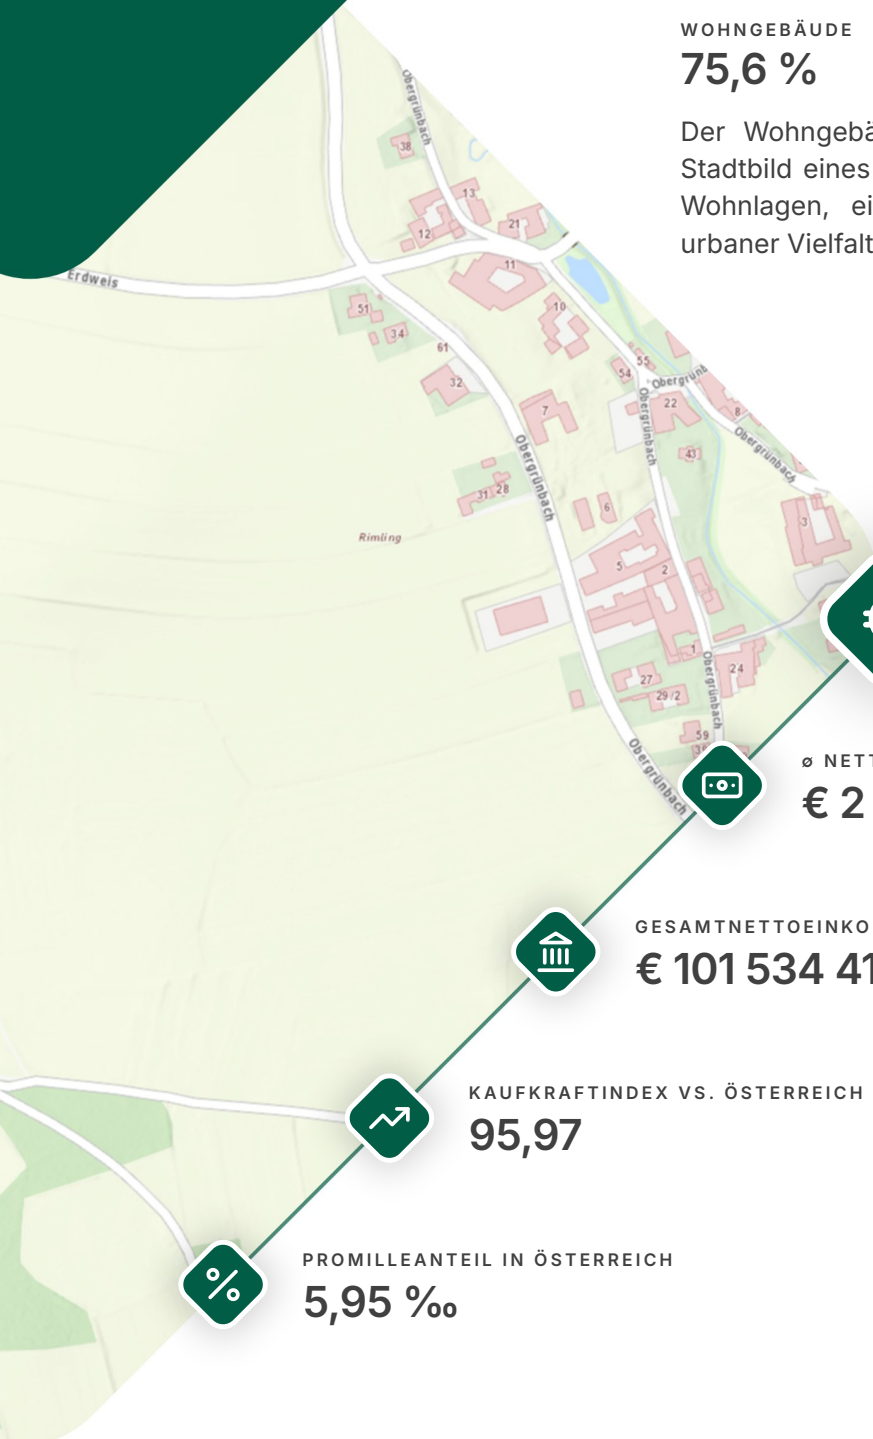 WOHNGEBÄUDE
75,6 %
Der Wohngebä
Stadtbild eines
Wohnlagen, ei
urbaner Vielfalt
Obergrünbach
38
13
12
21
11
Erdweis
51
10
34
61
55
54
Obergrünb
32
22
7
8
Obergrünbach
Obergrünbach
Obergrünbach
43
31
28
6
3
Rimling
5
2
1
24
27
29/2
Obergrünbach
59
Obergrünbach
ø NETT
€ 2
GESAMTNETTOEINKO
€ 101 534 41
KAUFKRAFTINDEX VS. ÖSTERREICH
95,97
PROMILLEANTEIL IN ÖSTERREICH
5,95 ‰